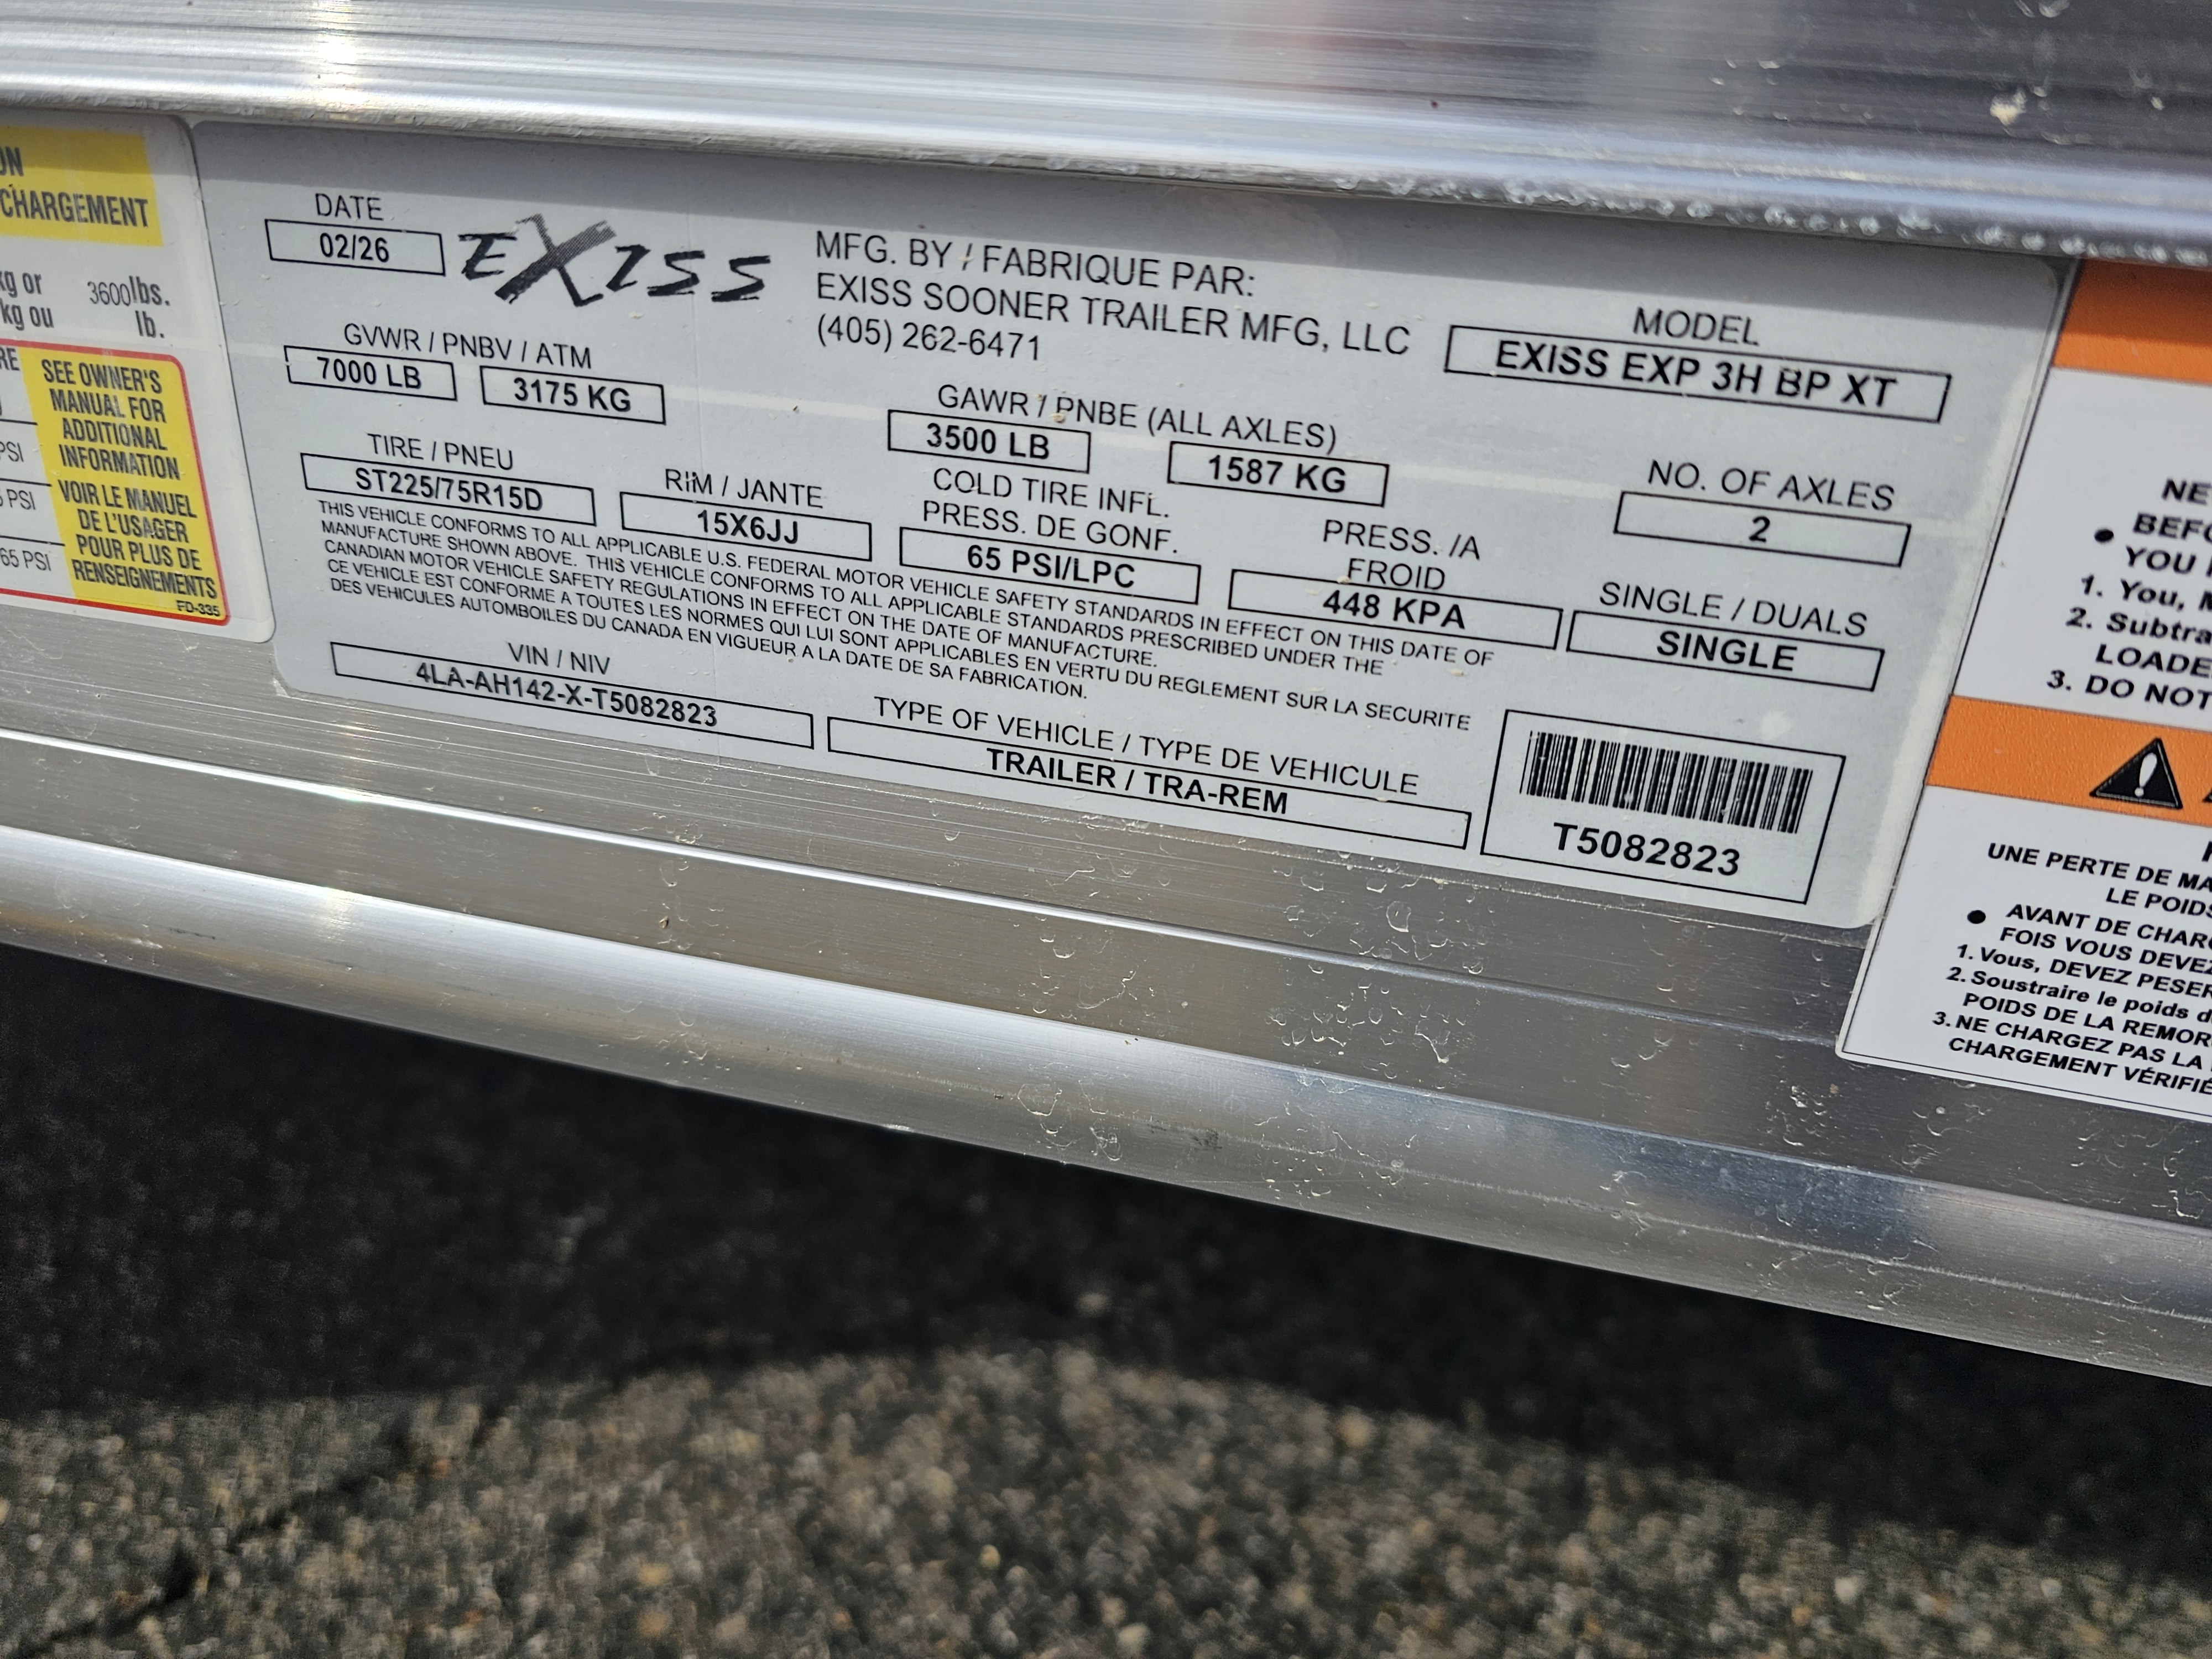 CHARGEMENT
kg or
kg ou
3600 lbs.
lb.
SEE OWNER'S
MANUAL FOR
ADDITIONAL
INFORMATION
VOIR LE MANUEL
DE L'USAGER
POUR PLUS DE
RENSEIGNEMENTS
FD-335
PSI
PSI
65 PSI
DATE
02/26
EXISS
MFG. BY / FABRIQUE PAR:
EXISS SOONER TRAILER MFG, LLC
(405) 262-6471
MODEL
EXISS EXP 3H BP XT
GVWR / PNBV / ATM
7000 LB 3175 KG
GAWR / PNBE (ALL AXLES)
3500 LB 1587 KG
NO. OF AXLES
2
TIRE / PNEU
ST225/75R15D
RIM / JANTE
15X6JJ
COLD TIRE INFL.
PRESS. DE GONF.
65 PSI/LPC
PRESS. /A
FROID
448 KPA
SINGLE / DUALS
SINGLE
THIS VEHICLE CONFORMS TO ALL APPLICABLE U.S. FEDERAL MOTOR VEHICLE SAFETY STANDARDS IN EFFECT ON THIS DATE OF
MANUFACTURE SHOWN ABOVE. THIS VEHICLE CONFORMS TO ALL APPLICABLE STANDARDS PRESCRIBED UNDER THE
CANADIAN MOTOR VEHICLE SAFETY REGULATIONS IN EFFECT ON THE DATE OF MANUFACTURE.
CE VEHICLE EST CONFORME A TOUTES LES NORMES QUI LUI SONT APPLICABLES EN VERTU DU REGLEMENT SUR LA SECURITE
DES VEHICULES AUTOMBOILES DU CANADA EN VIGUEUR A LA DATE DE SA FABRICATION.
VIN / NIV
4LA-AH142-X-T5082823
TYPE OF VEHICLE / TYPE DE VEHICULE
TRAILER / TRA-REM
T5082823
NE
YOU
1. You,
2.
3. DO NOT
UNE PERTE DE
LE
● AVANT DE
FOIS VOUS
1. Vous, DEVEZ PESER
2. Soustraire le poids
POIDS DE LA
3. NE CHARGEZ PAS LA
CHARGEMENT